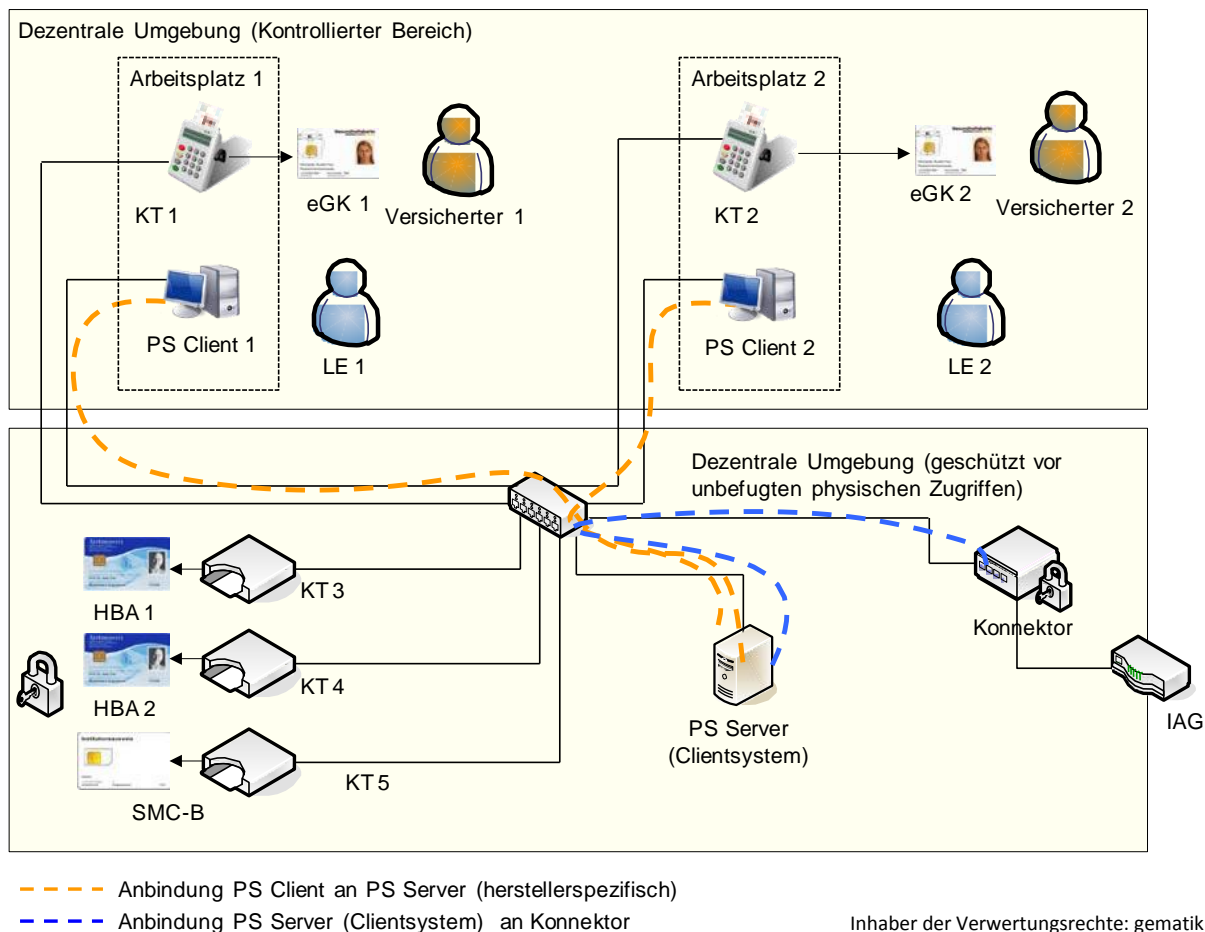 Dezentrale Umgebung (Kontrollierter Bereich)
Arbeitsplatz 1
Arbeitsplatz 2
KT 1
eGK 1
Versicherter 1
KT 2
eGK 2
Versicherter 2
PS Client 1
LE 1
PS Client 2
LE 2
Dezentrale Umgebung (geschützt vor
unbefugten physischen Zugriffen)
HBA 1
KT 3
Konnektor
HBA 2
KT 4
PS Server
(Clientsystem)
IAG
SMC-B
KT 5
Anbindung PS Client an PS Server (herstellerspezifisch)
Anbindung PS Server (Clientsystem) an Konnektor
Inhaber der Verwertungsrechte: gematik